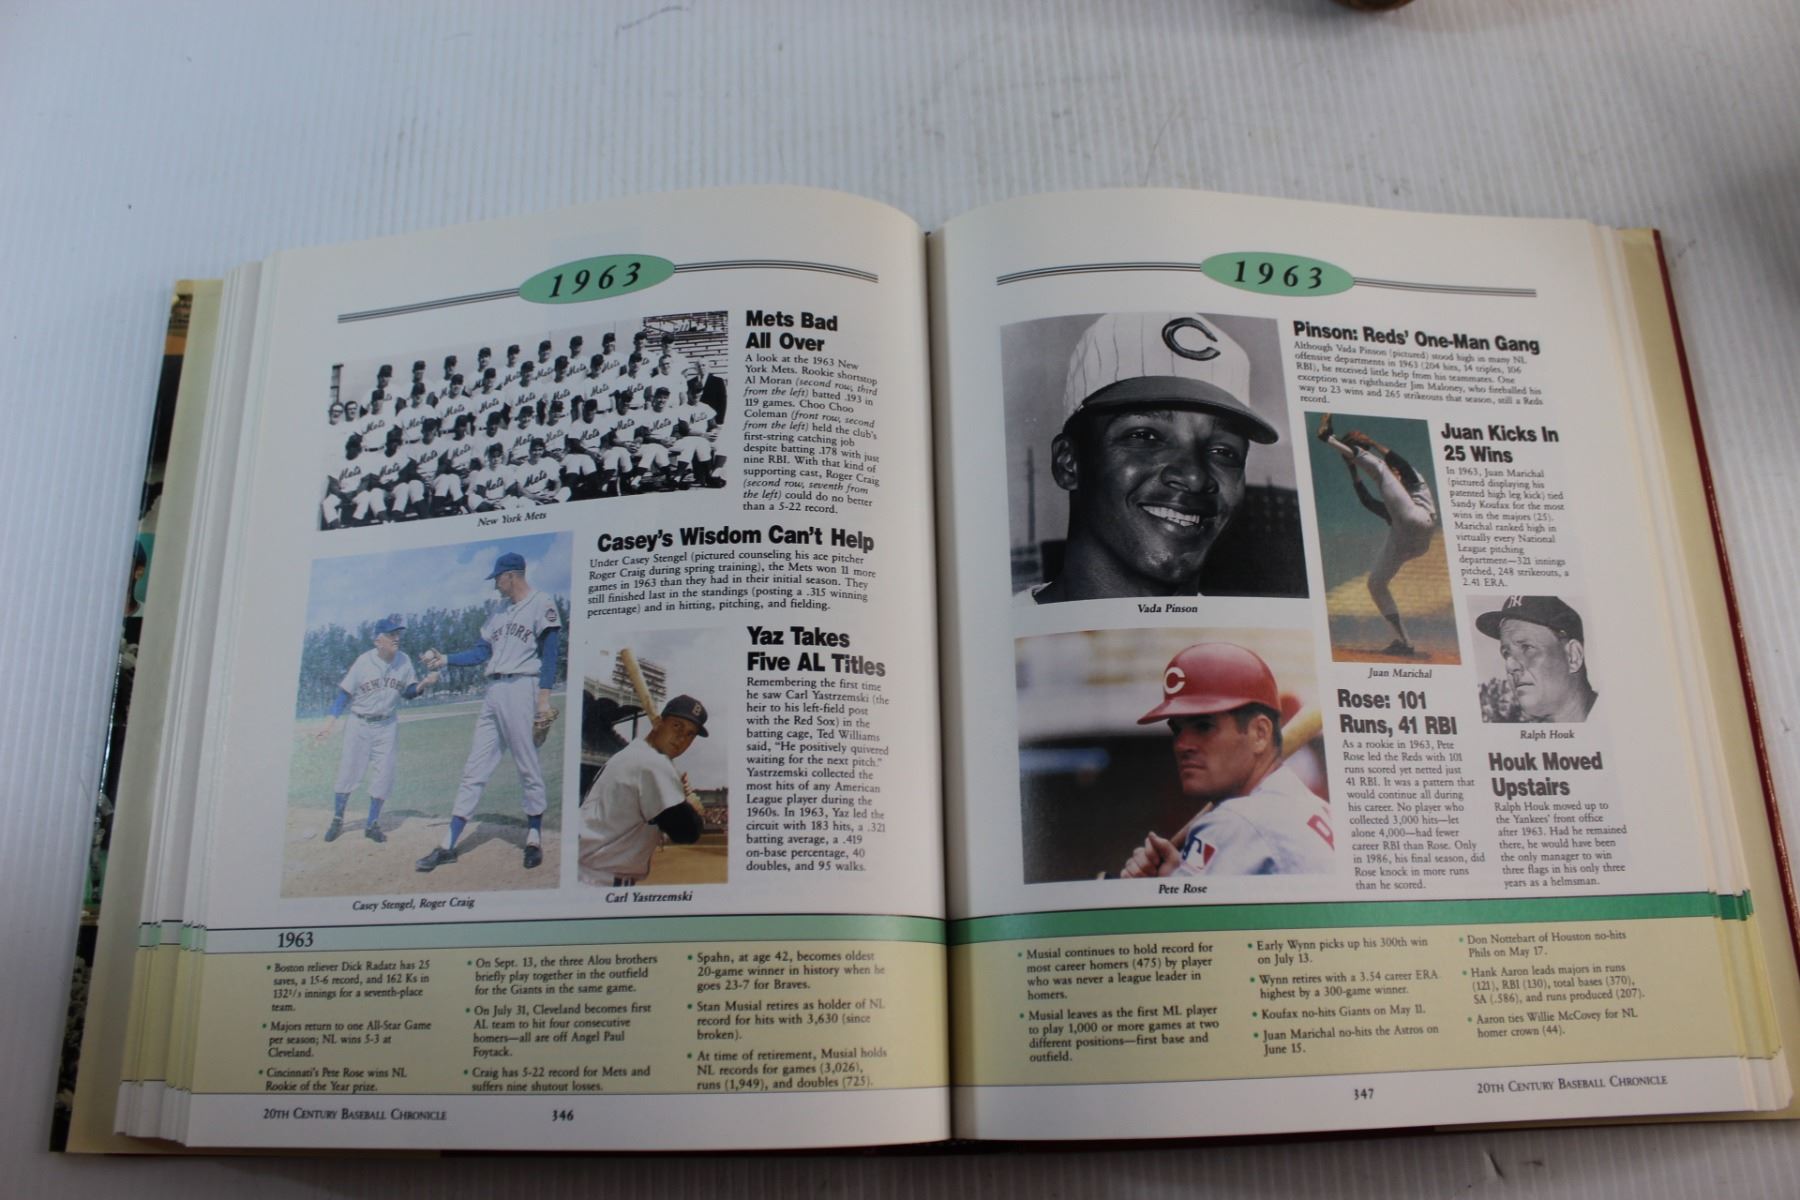 1963
Mets Bad
All Over
A look at the 1963 New
York Mets. Rookie shortstop
Al Moran (second row, third
from the left) batted .193 in
119 games. Choo Choo
Coleman (front row, second
from the left) held the club's
first-string catching job
despite batting .178 with just
nine RBI. With that kind of
supporting cast, Roger Craig
(second row, seventh from
the left) could do no better
than a 5-22 record.
New York Mets
Casey's Wisdom Can't Help
Under Casey Stengel (pictured counseling his ace pitcher
Roger Craig during spring training), the Mets won 11 more
games in 1963 than they had in their initial season. They
still finished last in the standings (posting a .315 winning
percentage) and in hitting, pitching, and fielding.
NEW YORK
NEW YORK
Casey Stengel, Roger Craig
Yaz Takes
Five AL Titles
Remembering the first time
he saw Carl Yastrzemski (the
heir to his left-field post
with the Red Sox) in the
batting cage, Ted Williams
said, "He positively quivered
waiting for the next pitch."
Yastrzemski collected the
most hits of any American
League player during the
1960s. In 1963, Yaz led the
circuit with 183 hits, a .321
batting average, a .419
on-base percentage, 40
doubles, and 95 walks.
B
Carl Yastrzemski
1963
• Boston reliever Dick Radatz has 25
saves, a 15-6 record, and 162 Ks in
132 1/3 innings for a seventh-place
team.
• Majors return to one All-Star Game
per season; NL wins 5-3 at
Cleveland.
• Cincinnati's Pete Rose wins NL
Rookie of the Year prize.
• On Sept. 13, the three Alou brothers
briefly play together in the outfield
for the Giants in the same game.
• On July 31, Cleveland becomes first
AL team to hit four consecutive
homers—all are off Angel Paul
Foytack.
• Craig has 5-22 record for Mets and
suffers nine shutout losses.
• Spahn, at age 42, becomes oldest
20-game winner in history when he
goes 23-7 for Braves.
• Stan Musial retires as holder of NL
record for hits with 3,630 (since
broken).
• At time of retirement, Musial holds
NL records for games (3,026),
runs (1,949), and doubles (725).
20TH CENTURY BASEBALL CHRONICLE
346
1963
C
Vada Pinson
Pinson: Reds' One-Man Gang
Although Vada Pinson (pictured) stood high in many NL
offensive departments in 1963 (204 hits, 14 triples, 106
RBI), he received little help from his teammates. One
exception was righthander Jim Maloney, who fireballed his
way to 23 wins and 265 strikeouts that season, still a Reds
record.
Juan Kicks In
25 Wins
In 1963, Juan Marichal
(pictured displaying his
patented high leg kick) tied
Sandy Koufax for the most
wins in the majors (25).
Marichal ranked high in
virtually every National
League pitching
department—321 innings
pitched, 248 strikeouts, a
2.41 ERA.
Juan Marichal
C
Pete Rose
Rose: 101
Runs, 41 RBI
As a rookie in 1963, Pete
Rose led the Reds with 101
runs scored yet netted just
41 RBI. It was a pattern that
would continue all during
his career. No player who
collected 3,000 hits—let
alone 4,000—had fewer
career RBI than Rose. Only
in 1986, his final season, did
Rose knock in more runs
than he scored.
NY
Ralph Houk
Houk Moved
Upstairs
Ralph Houk moved up to
the Yankees' front office
after 1963. Had he remained
there, he would have been
the only manager to win
three flags in his only three
years as a helmsman.
• Musial continues to hold record for
most career homers (475) by player
who was never a league leader in
homers.
• Musial leaves as the first ML player
to play 1,000 or more games at two
different positions—first base and
outfield.
• Early Wynn picks up his 300th win
on July 13.
• Wynn retires with a 3.54 career ERA
highest by a 300-game winner.
• Koufax no-hits Giants on May 11.
• Juan Marichal no-hits the Astros on
June 15.
• Don Nottebart of Houston no-hits
Phils on May 17.
• Hank Aaron leads majors in runs
(121), RBI (130), total bases (370),
SA (.586), and runs produced (207).
• Aaron ties Willie McCovey for NL
homer crown (44).
347
20TH CENTURY BASEBALL CHRONICLE